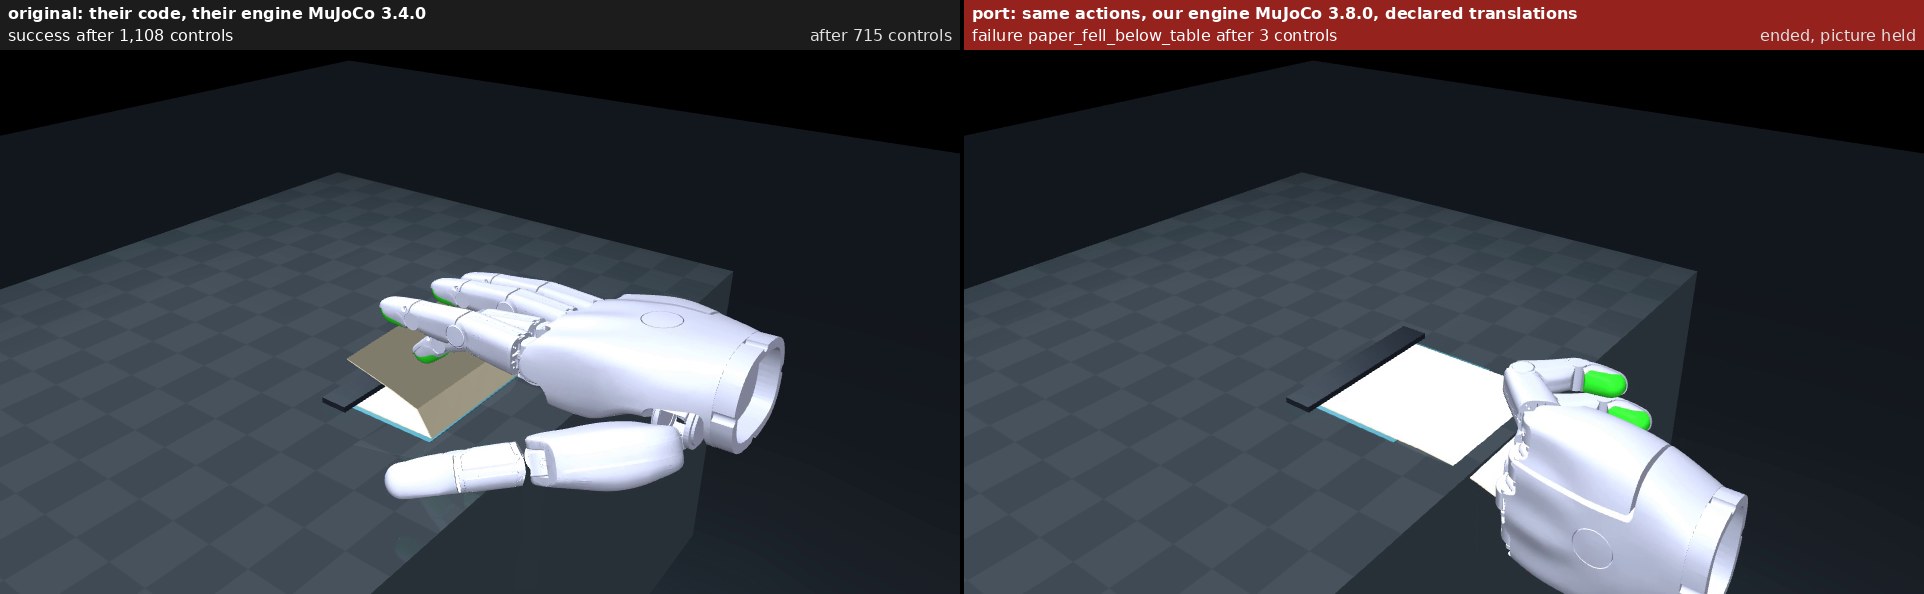 original: their code, their engine MuJoCo 3.4.0
success after 1,108 controls
after 715 controls
port: same actions, our engine MuJoCo 3.8.0, declared translations
failure paper_fell_below_table after 3 controls
ended, picture held